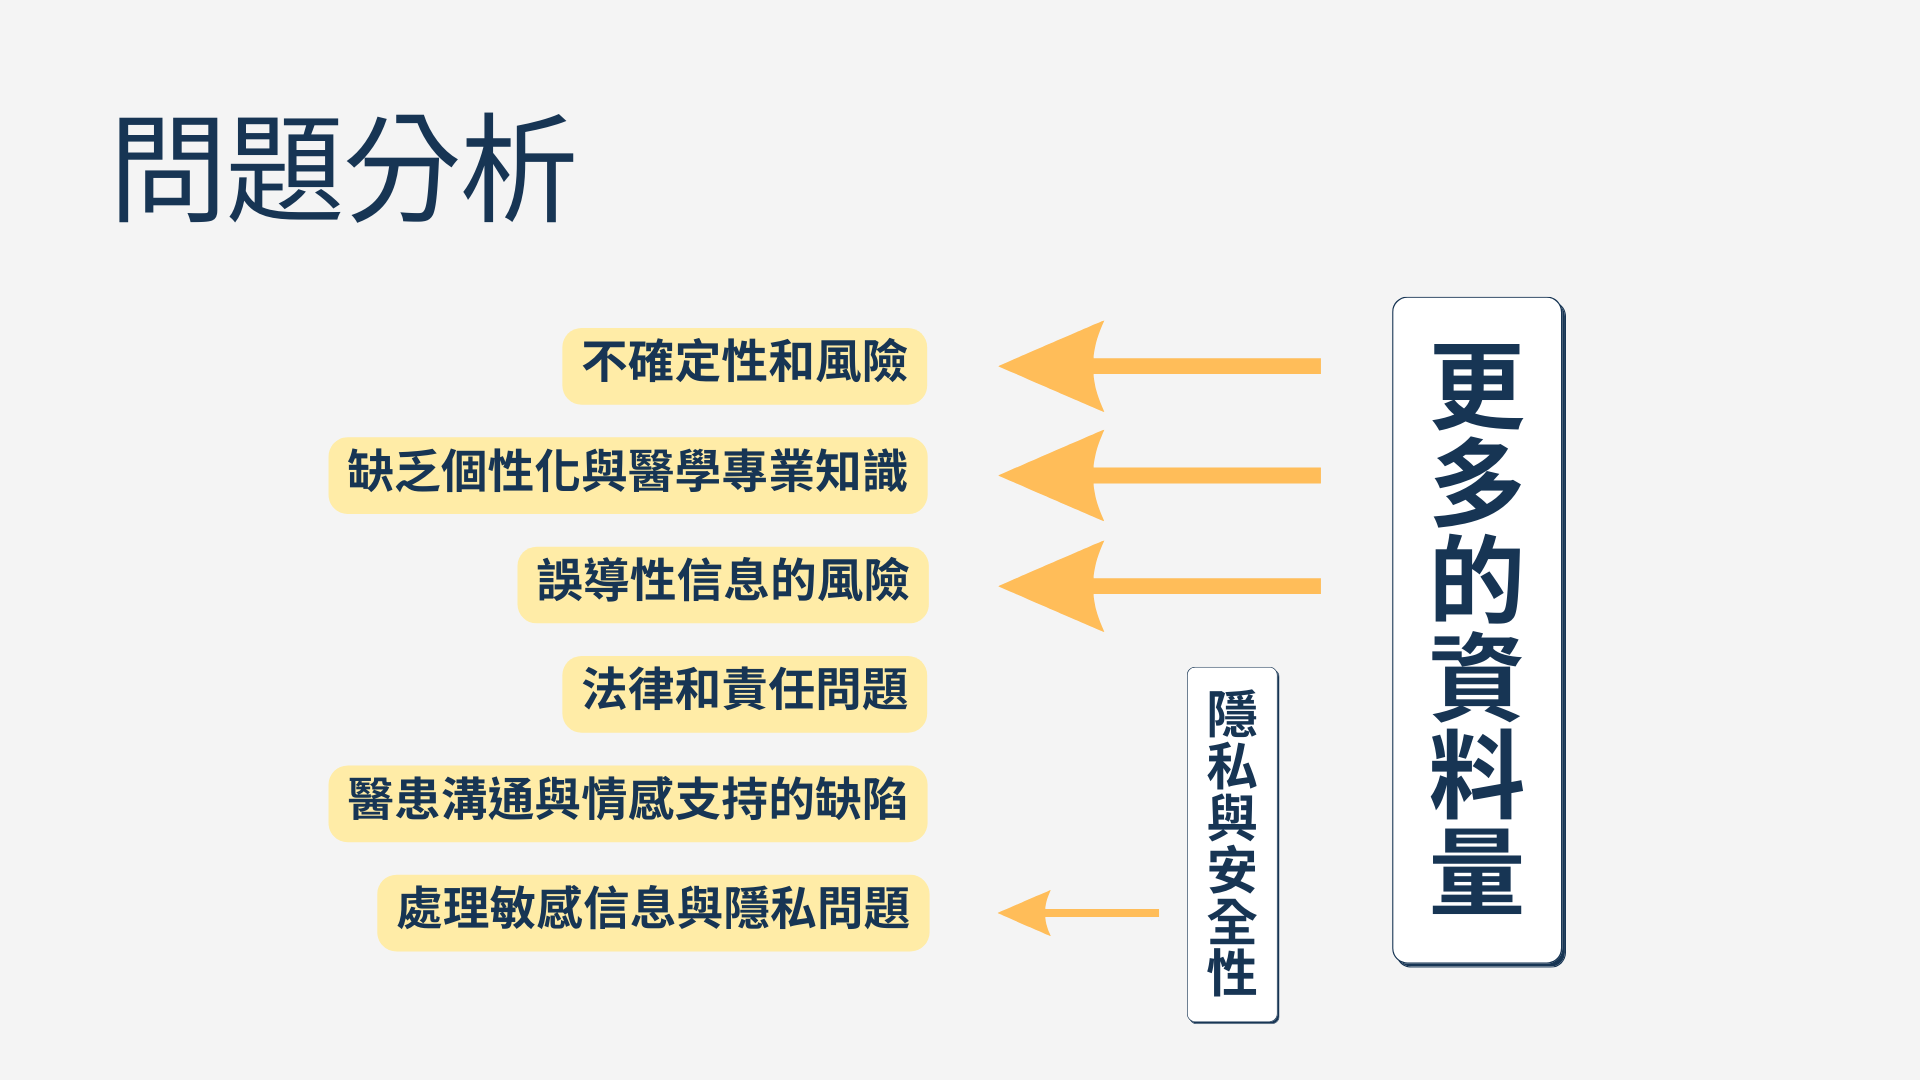 問題分析
不確定性和風險
缺乏個性化與醫學專業知識
誤導性信息的風險
法律和責任問題
醫患溝通與情感支持的缺陷
處理敏感信息與隱私問題
隱私與安全性
更多的資料量